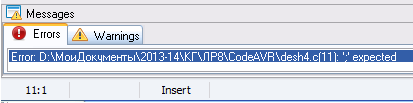 Messages
Errors Warnings
Error: D:\МоиДокументы\2013-14\КГ\ЛР8\CodeAVR\desh4.c(11): ';' expected
11:1 Insert